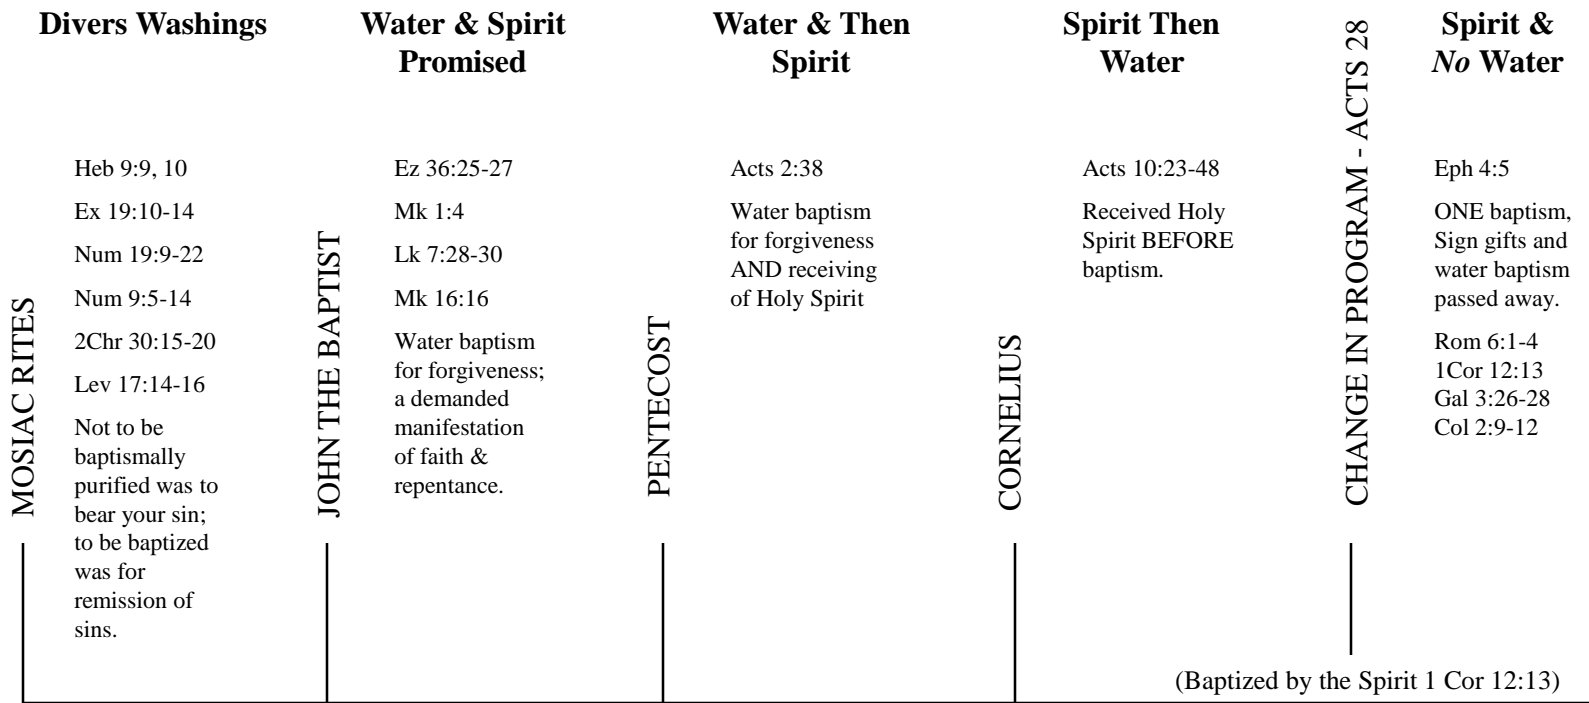 Divers Washings
Water & Spirit
Promised
Water & Then
Spirit
Spirit Then
Water
Spirit &
No Water
MOSIAC RITES
Heb 9:9, 10
Ex 19:10-14
Num 19:9-22
Num 9:5-14
2Chr 30:15-20
Lev 17:14-16
Not to be
baptismally
purified was to
bear your sin;
to be baptized
was for
remission of
sins.
JOHN THE BAPTIST
Ez 36:25-27
Mk 1:4
Lk 7:28-30
Mk 16:16
Water baptism
for forgiveness;
a demanded
manifestation
of faith &
repentance.
PENTECOST
Acts 2:38
Water baptism
for forgiveness
AND receiving
of Holy Spirit
CORNELIUS
Acts 10:23-48
Received Holy
Spirit BEFORE
baptism.
CHANGE IN PROGRAM - ACTS 28
Eph 4:5
ONE baptism,
Sign gifts and
water baptism
passed away.
Rom 6:1-4
1Cor 12:13
Gal 3:26-28
Col 2:9-12
(Baptized by the Spirit 1 Cor 12:13)